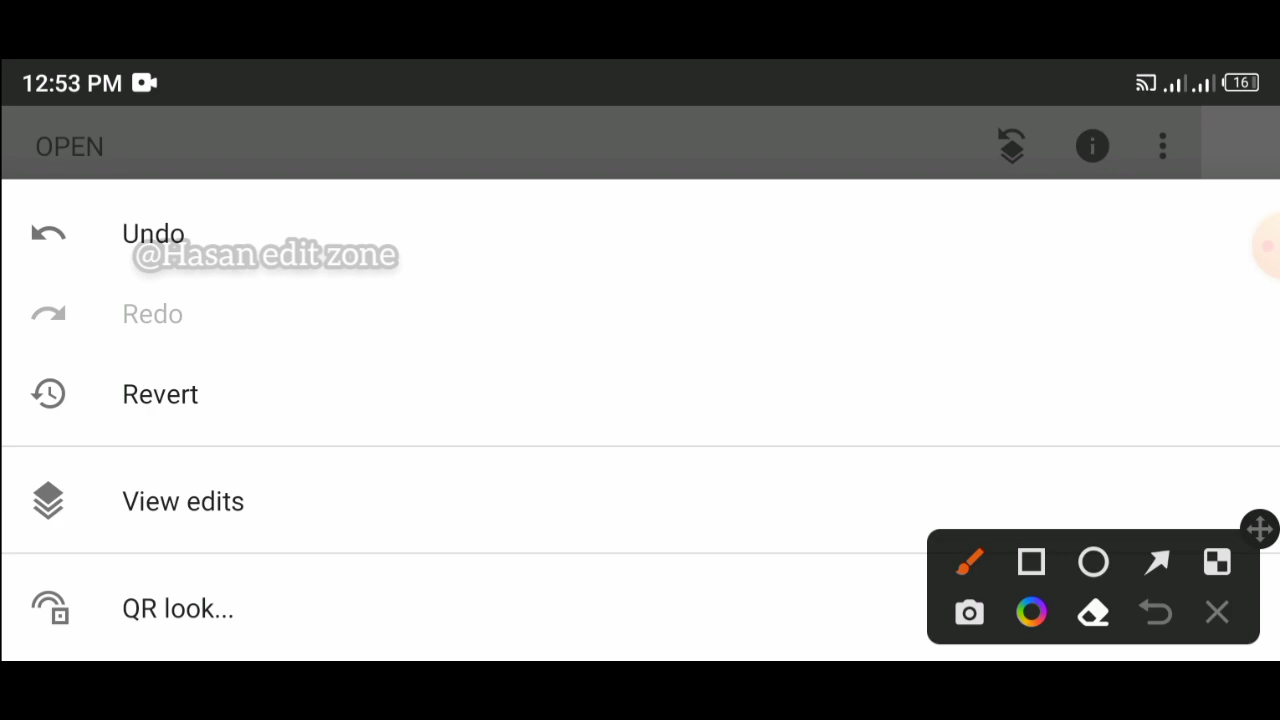 12:53 PM
16
OPEN
Undo
@Hasan edit zone
Redo
Revert
View edits
QR look...